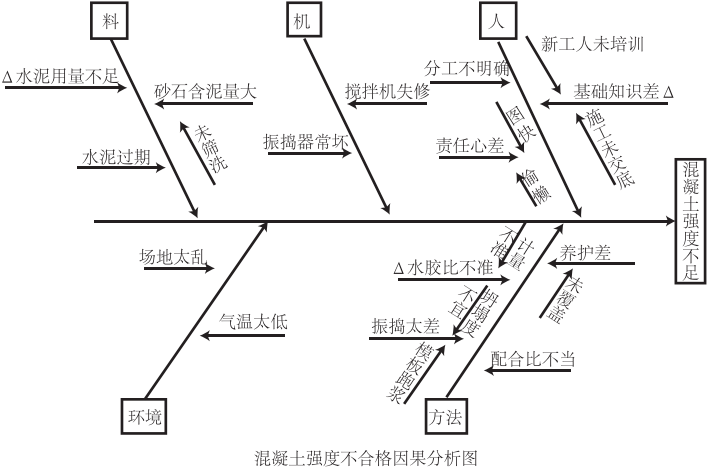 料
机
人
Δ水泥用量不足
砂石含泥量大
未筛洗
水泥过期
搅拌机失修
振捣器常坏
新工人未培训
分工不明确
基础知识差Δ
图快
施工未交底
责任心差
偷懒
混凝土强度不足
场地太乱
气温太低
计量不准
Δ水胶比不准
养护差
未覆盖
坍塌度不宜
振捣太差
模板跑浆
配合比不当
环境
方法
混凝土强度不合格因果分析图